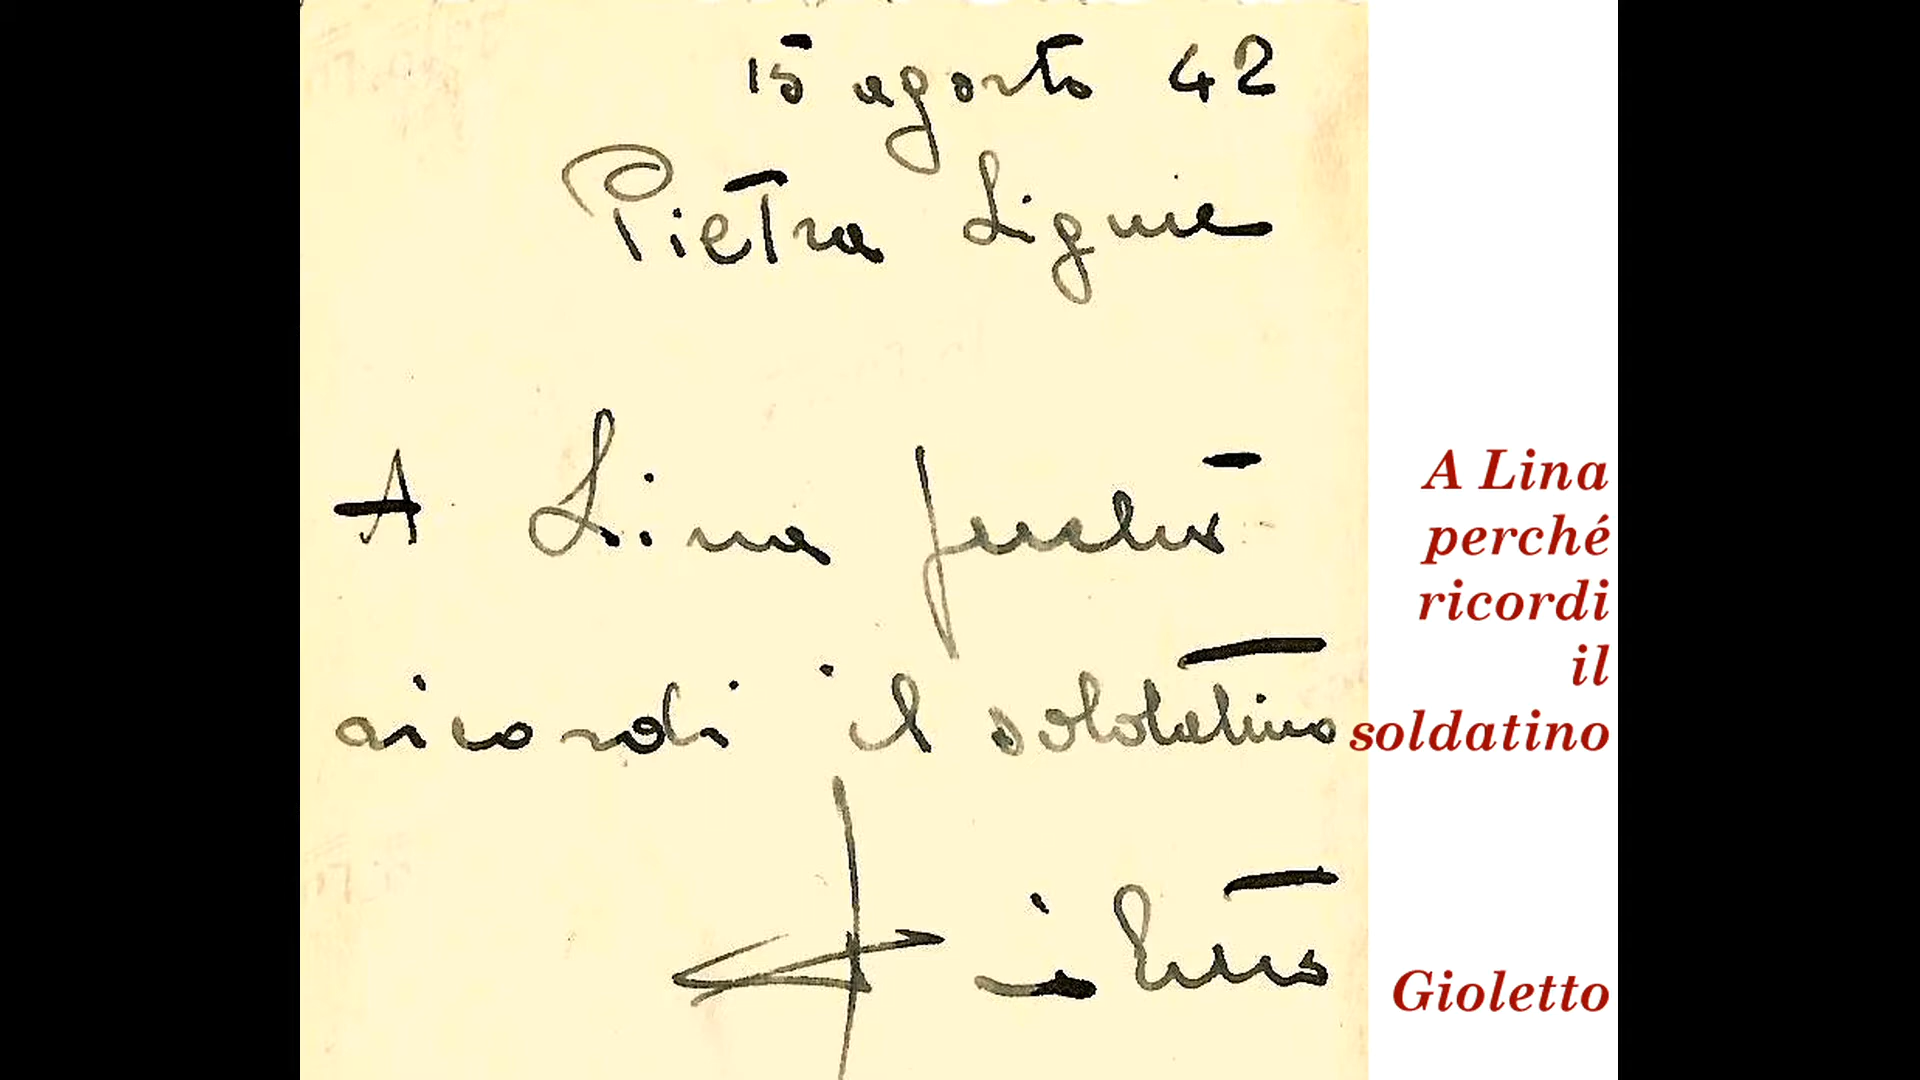 15 agosto 42
Pietra Ligure
A Lina perché
ricordi il soldatino
Gioletto
A Lina
perché
ricordi
il
soldatino
Gioletto